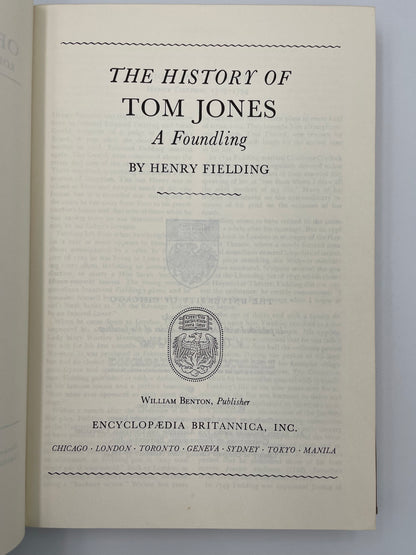 THE HISTORY OF
TOM JONES
A Foundling
BY HENRY FIELDING
WILLIAM BENTON, Publisher
ENCYCLOPÆDIA BRITANNICA, INC.
CHICAGO · LONDON · TORONTO · GENEVA · SYDNEY · TOKYO · MANILA